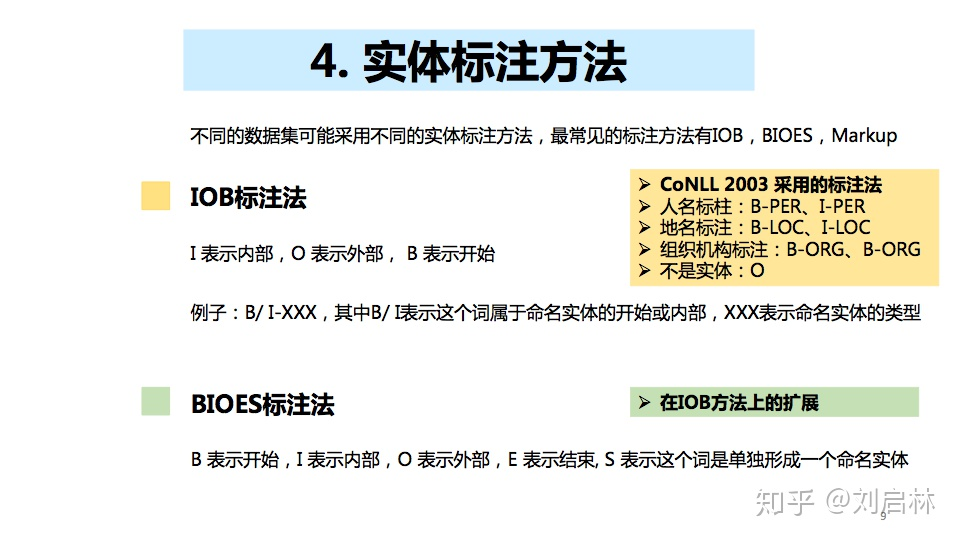 4. 实体标注方法
不同的数据集可能采用不同的实体标注方法，最常见的标注方法有IOB，BIOES，Markup
IOB标注法
I 表示内部，O 表示外部， B 表示开始
➢ CoNLL 2003 采用的标注法
➢ 人名标柱：B-PER、I-PER
➢ 地名标注：B-LOC、I-LOC
➢ 组织机构标注：B-ORG、B-ORG
➢ 不是实体：O
例子：B/ I-XXX，其中B/ I表示这个词属于命名实体的开始或内部，XXX表示命名实体的类型
BIOES标注法
➢ 在IOB方法上的扩展
B 表示开始，I 表示内部，O 表示外部，E 表示结束, S 表示这个词是单独形成一个命名实体
知乎 @刘启林
9